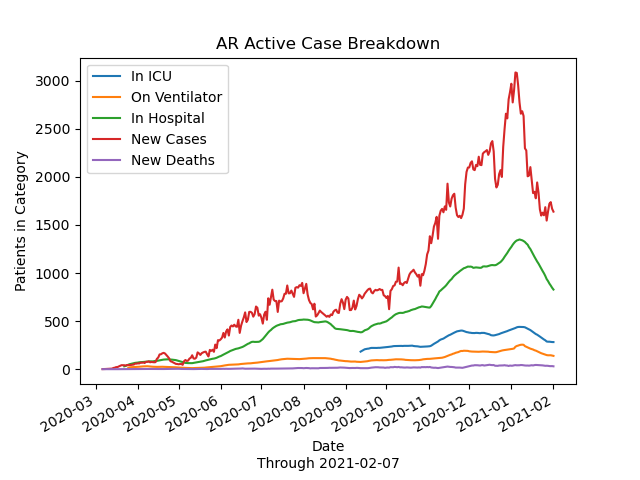 AR Active Case Breakdown
In ICU
On Ventilator
In Hospital
New Cases
New Deaths
Patients in Category
3000
2500
2000
1500
1000
500
0
2020-03
2020-04
2020-05
2020-06
2020-07
2020-08
2020-09
2020-10
2020-11
2020-12
2021-01
2021-02
Date
Through 2021-02-07